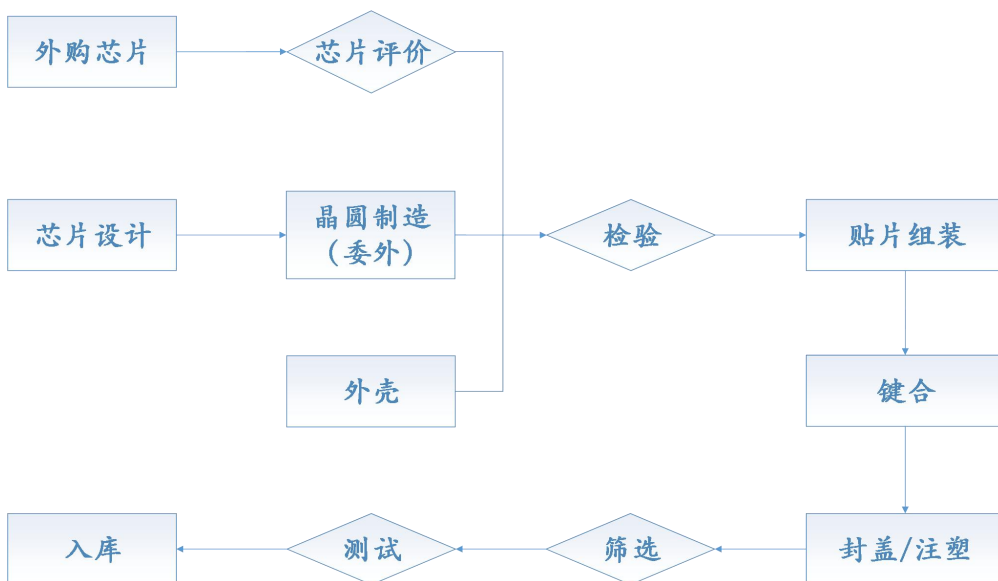 外购芯片
芯片评价
芯片设计
晶圆制造
（委外）
检验
贴片组装
外壳
键合
入库
测试
筛选
封盖/注塑